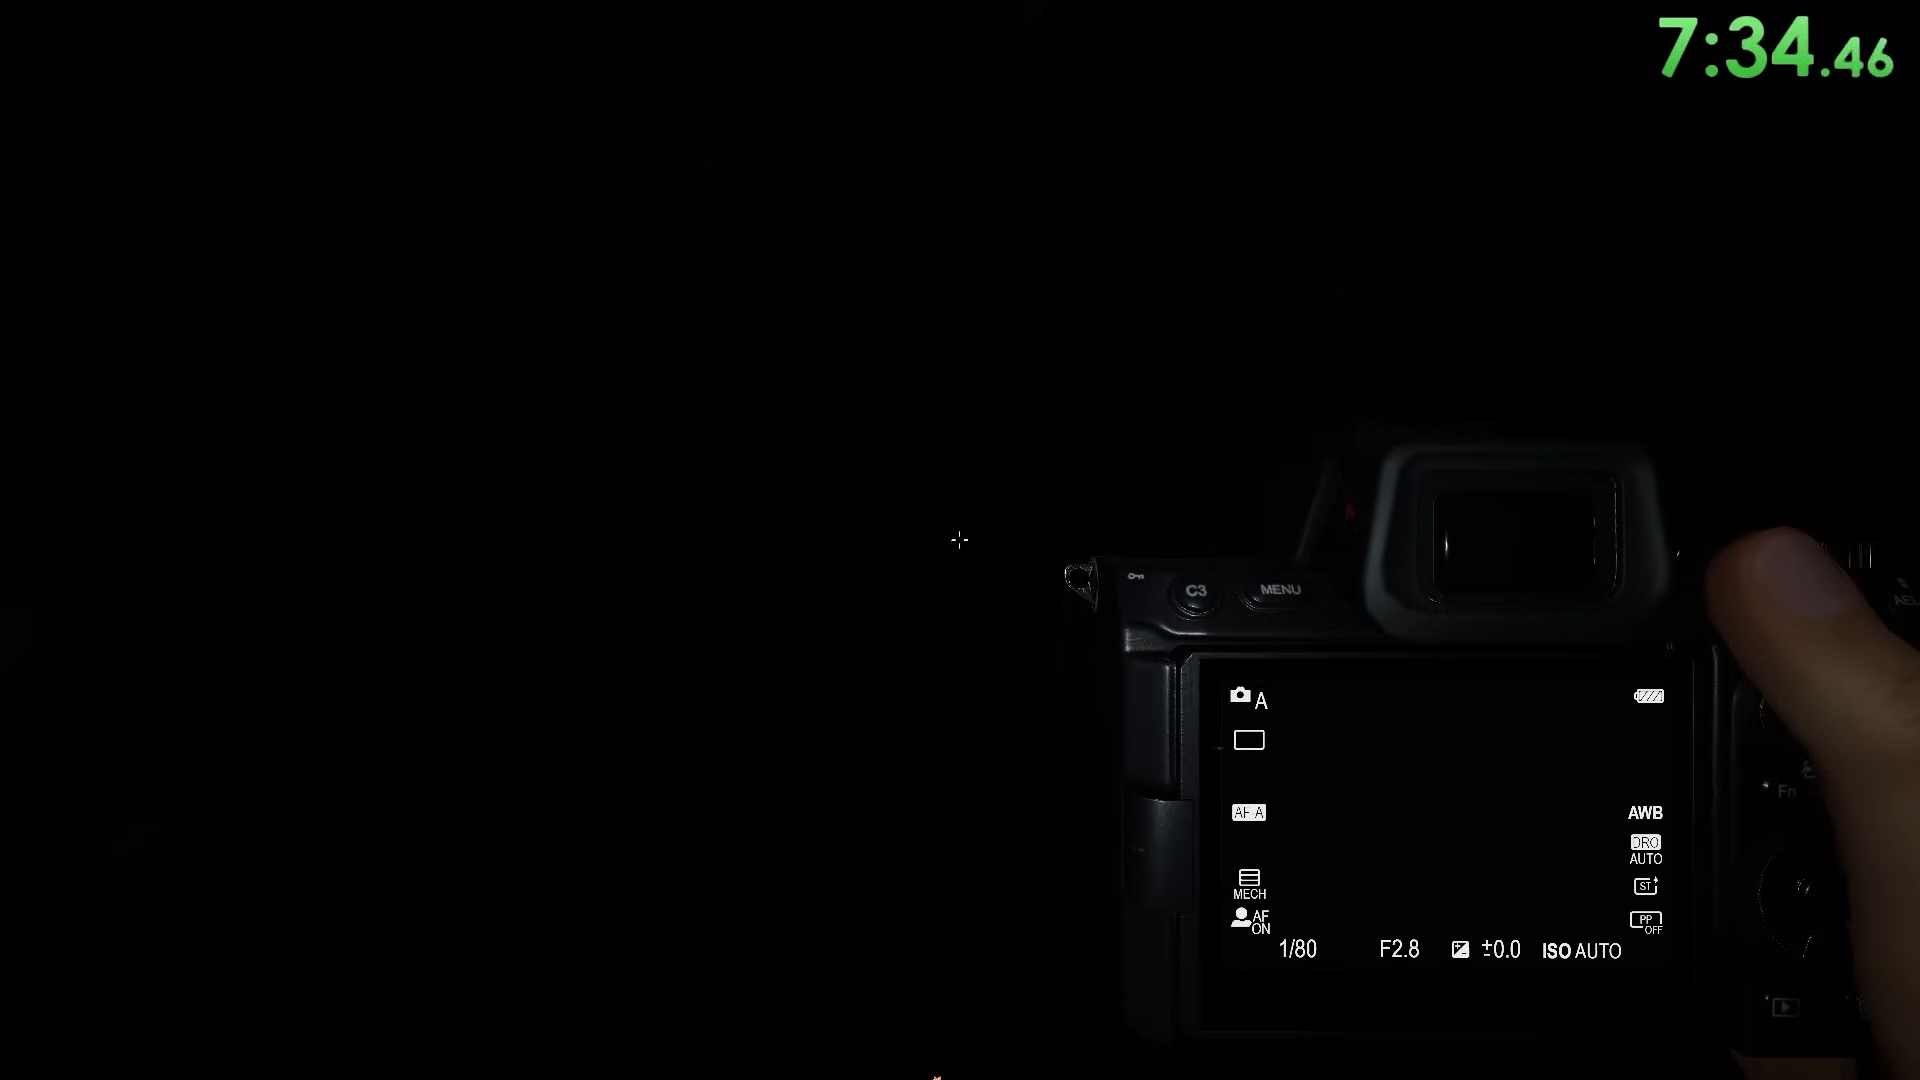 7:34.46
C3 MENU
AEL
A
AF A
Fn
AWB
DRO
AUTO
MECH
ST
AF
ON
PP
OFF
1/80 F2.8 ±0.0 ISO AUTO